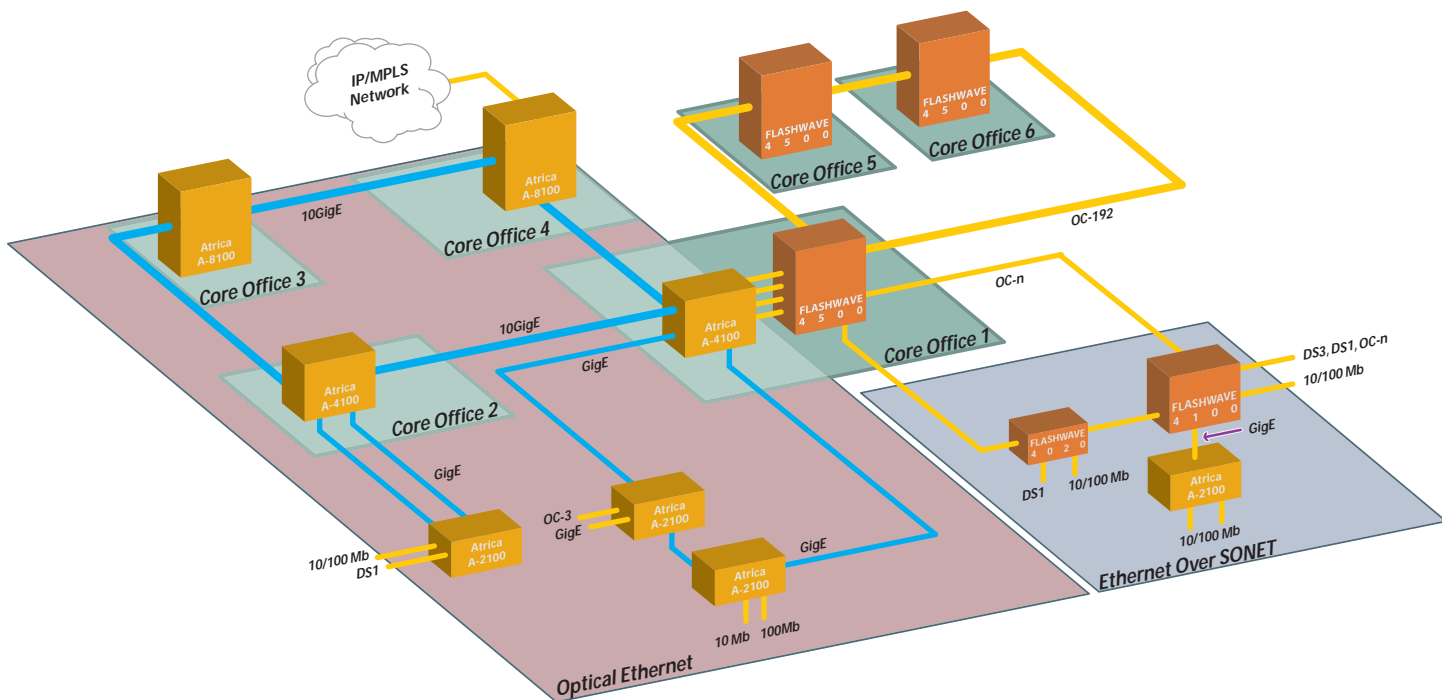 IP/MPLS
Network
FLASHWAVE
4 5 0 0
Core Office 5
FLASHWAVE
4 5 0 0
Core Office 6
Atrica
A-8100
Core Office 4
10GigE
Atrica
A-8100
Core Office 3
OC-192
OC-n
FLASHWAVE
4 5 0 0
Core Office 1
Atrica
A-4100
10GigE
GigE
Atrica
A-4100
Core Office 2
GigE
Atrica
A-2100
10/100 Mb
DS1
OC-3
GigE
Atrica
A-2100
Atrica
A-2100
GigE
10 Mb
100Mb
Optical Ethernet
DS3, DS1, OC-n
10/100 Mb
FLASHWAVE
4 1 0 0
GigE
FLASHWAVE
4 0 2 0
DS1
10/100 Mb
Atrica
A-2100
10/100 Mb
Ethernet Over SONET